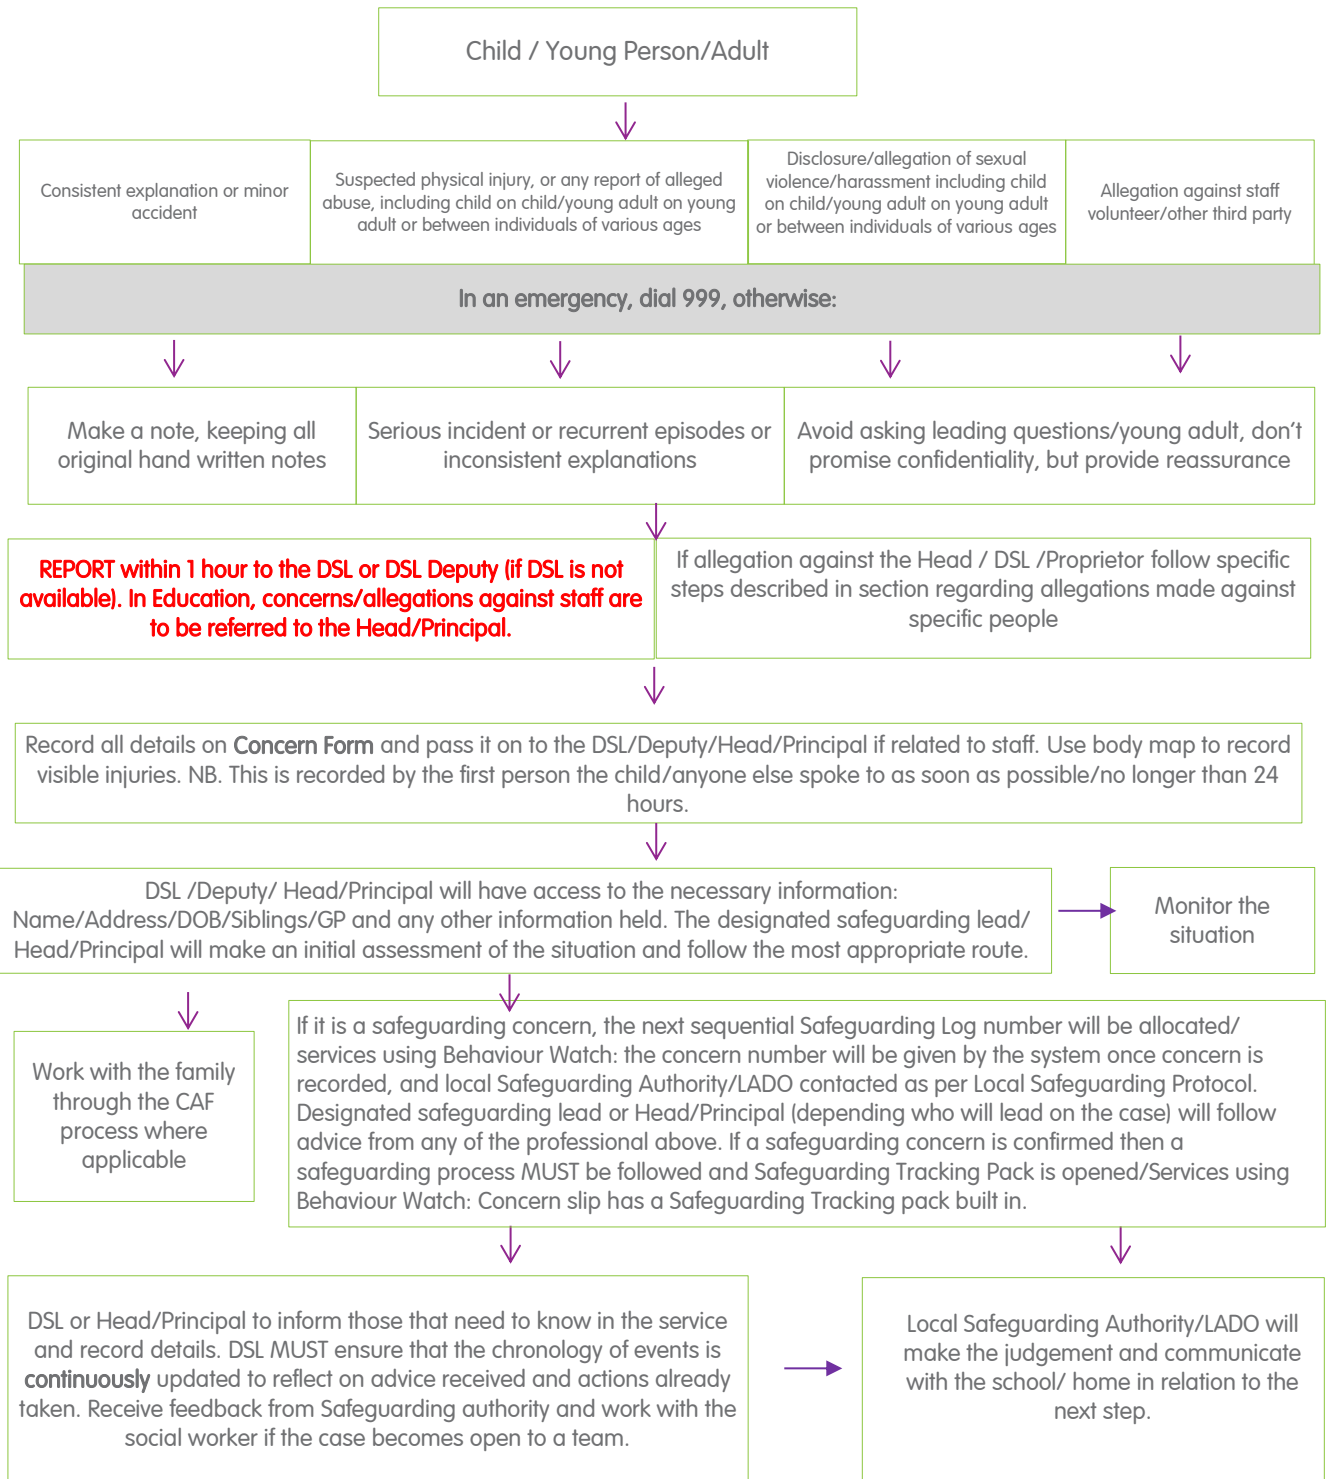 Child / Young Person/Adult
Consistent explanation or minor
accident
Suspected physical injury, or any report of alleged
abuse, including child on child/young adult on young
adult or between individuals of various ages
Disclosure/allegation of sexual
violence/harassment including child
on child/young adult on young adult
or between individuals of various ages
Allegation against staff
volunteer/other third party
In an emergency, dial 999, otherwise:
Make a note, keeping all
original hand written notes
Serious incident or recurrent episodes or
inconsistent explanations
Avoid asking leading questions/young adult, don't
promise confidentiality, but provide reassurance
REPORT within 1 hour to the DSL or DSL Deputy (if DSL is not
available). In Education, concerns/allegations against staff are
to be referred to the Head/Principal.
If allegation against the Head / DSL /Proprietor follow specific
steps described in section regarding allegations made against
specific people
Record all details on Concern Form and pass it on to the DSL/Deputy/Head/Principal if related to staff. Use body map to record
visible injuries. NB. This is recorded by the first person the child/anyone else spoke to as soon as possible/no longer than 24
hours.
DSL /Deputy/ Head/Principal will have access to the necessary information:
Name/Address/DOB/Siblings/GP and any other information held. The designated safeguarding lead/
Head/Principal will make an initial assessment of the situation and follow the most appropriate route.
Monitor the
situation
Work with the family
through the CAF
process where
applicable
If it is a safeguarding concern, the next sequential Safeguarding Log number will be allocated/
services using Behaviour Watch: the concern number will be given by the system once concern is
recorded, and local Safeguarding Authority/LADO contacted as per Local Safeguarding Protocol.
Designated safeguarding lead or Head/Principal (depending who will lead on the case) will follow
advice from any of the professional above. If a safeguarding concern is confirmed then a
safeguarding process MUST be followed and Safeguarding Tracking Pack is opened/Services using
Behaviour Watch: Concern slip has a Safeguarding Tracking pack built in.
DSL or Head/Principal to inform those that need to know in the service
and record details. DSL MUST ensure that the chronology of events is
continuously updated to reflect on advice received and actions already
taken. Receive feedback from Safeguarding authority and work with the
social worker if the case becomes open to a team.
Local Safeguarding Authority/LADO will
make the judgement and communicate
with the school/ home in relation to the
next step.